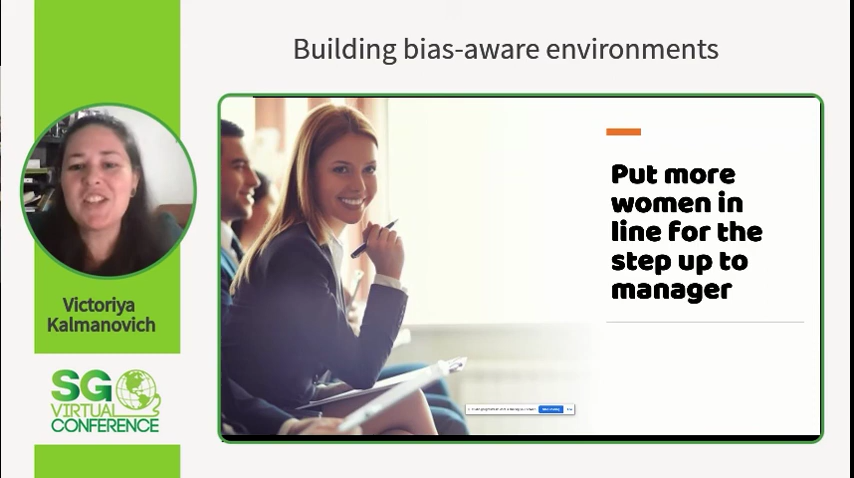 Building bias-aware environments
Put more
women in
line for the
step up to
manager
Victoriya
Kalmanovich
SG
VIRTUAL
CONFERENCE